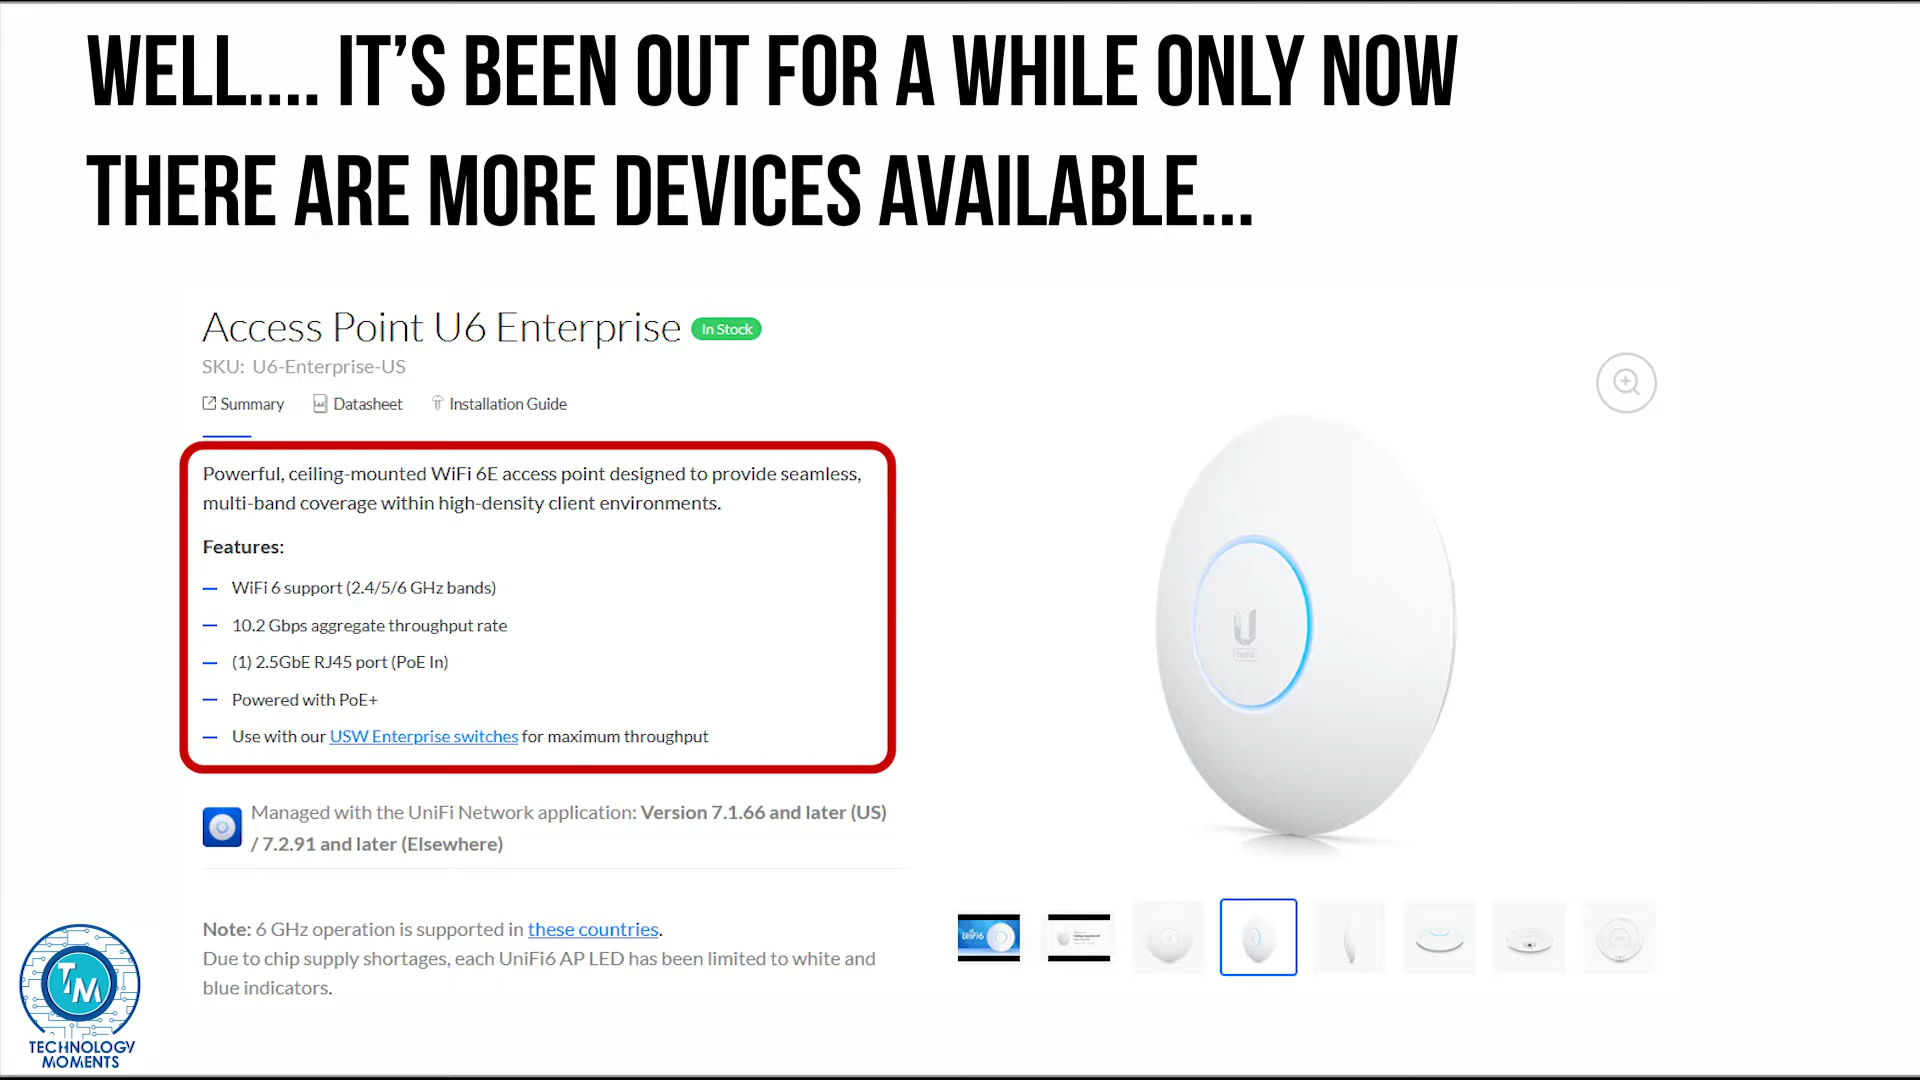 WELL.... IT'S BEEN OUT FOR A WHILE ONLY NOW
THERE ARE MORE DEVICES AVAILABLE...
Access Point U6 Enterprise In Stock
SKU: U6-Enterprise-US
Summary Datasheet Installation Guide
Powerful, ceiling-mounted WiFi 6E access point designed to provide seamless,
multi-band coverage within high-density client environments.
Features:
WiFi 6 support (2.4/5/6 GHz bands)
10.2 Gbps aggregate throughput rate
(1) 2.5GbE RJ45 port (PoE In)
Powered with PoE+
Use with our USW Enterprise switches for maximum throughput
Managed with the UniFi Network application: Version 7.1.66 and later (US)
/ 7.2.91 and later (Elsewhere)
Note: 6 GHz operation is supported in these countries.
Due to chip supply shortages, each UniFi6 AP LED has been limited to white and
blue indicators.
U
UniFi6
TM
TECHNOLOGY
MOMENTS